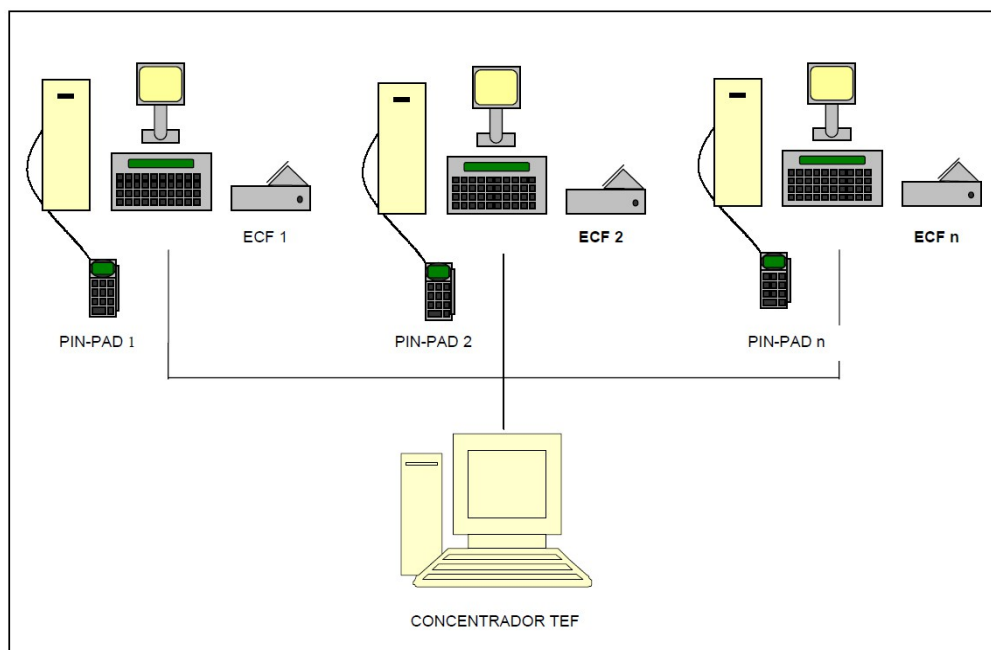 ECF 1
ECF 2
ECF n
PIN-PAD 1
PIN-PAD 2
PIN-PAD n
CONCENTRADOR TEF